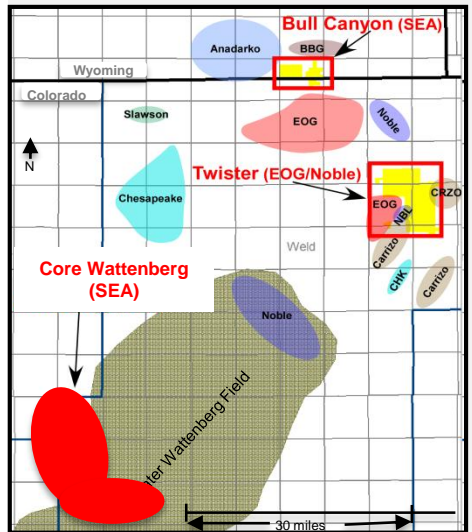 Bull Canyon (SEA)
Anadarko
BBG
Wyoming
Colorado
Slawson
EOG
Noble
N
Twister (EOG/Noble)
Chesapeake
EOG
NBL
CRZO
Carrizo
Weld
CHK
Carrizo
Core Wattenberg
(SEA)
Noble
Wattenberg Field
30 miles